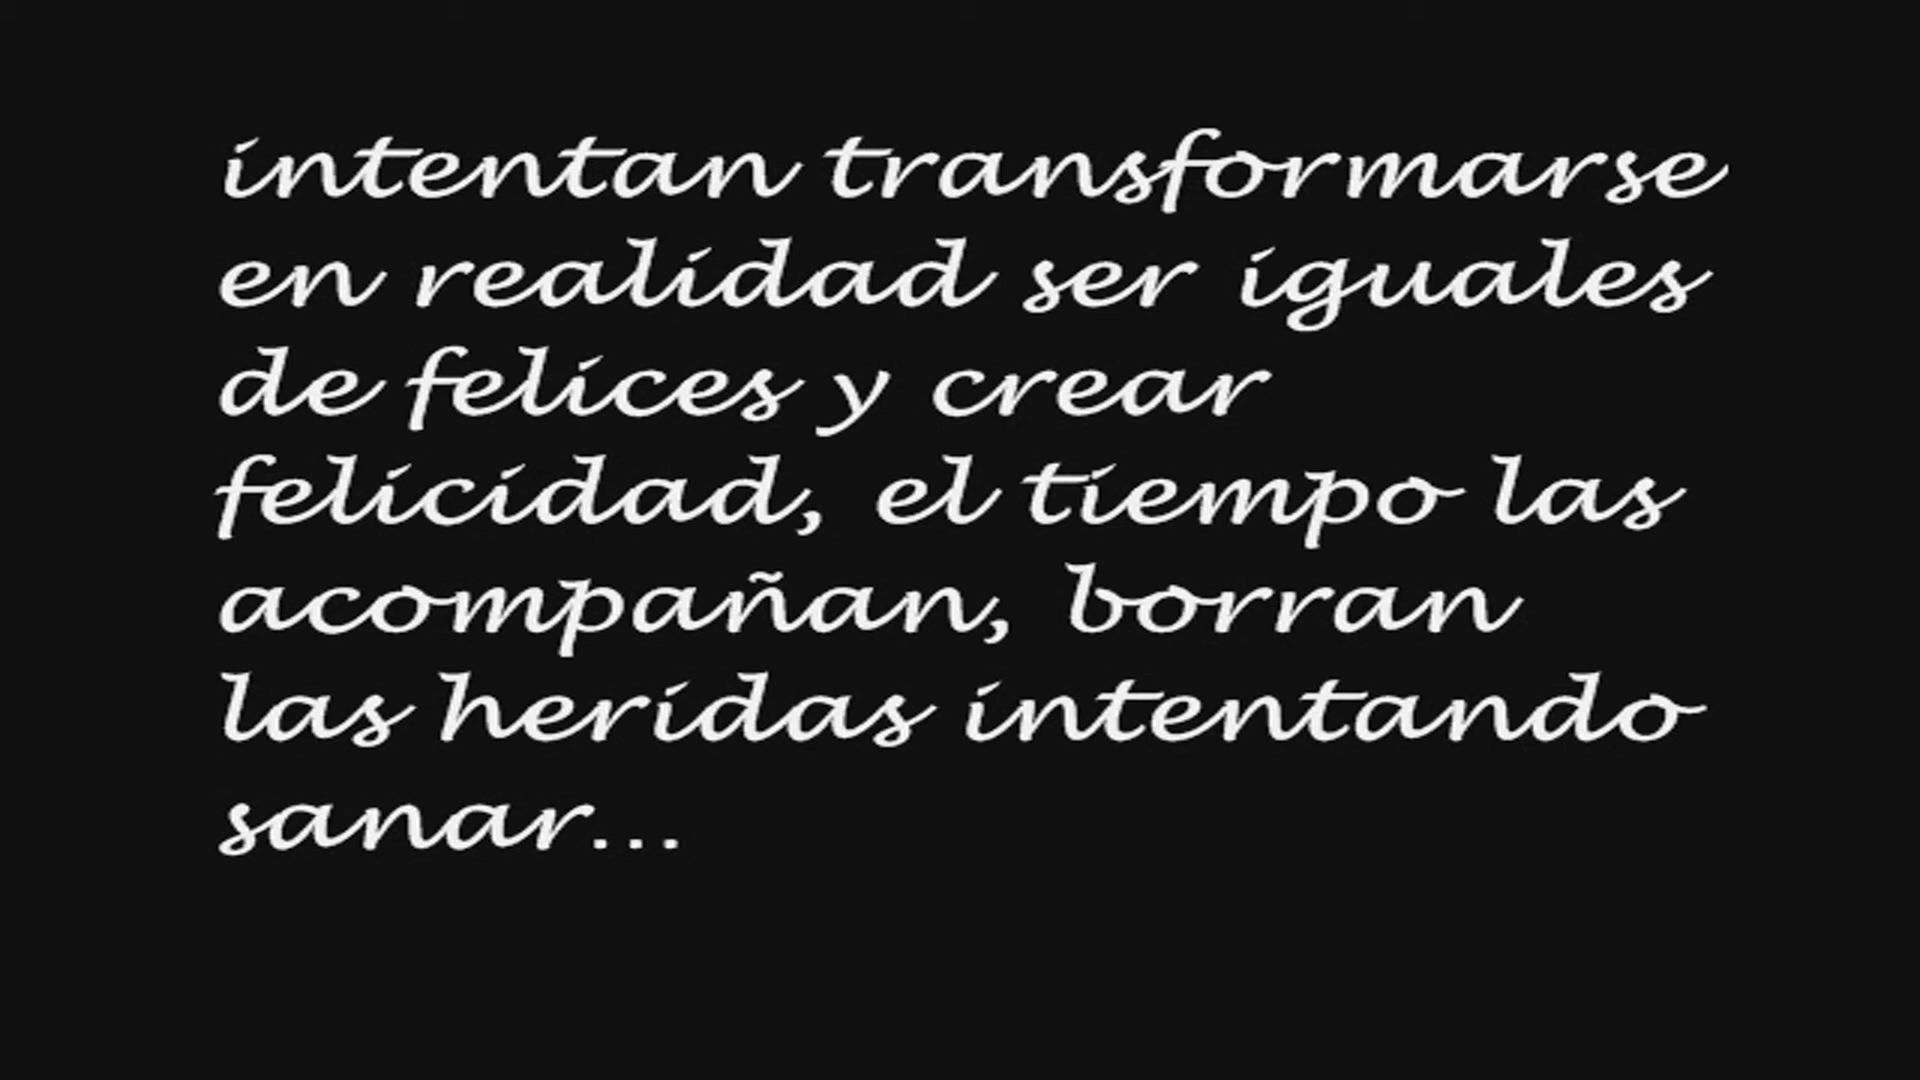 intentan transformarse
en realidad ser iguales
de felices y crear
felicidad, el tiempo las
acompañan, borran
las heridas intentando
sanar...